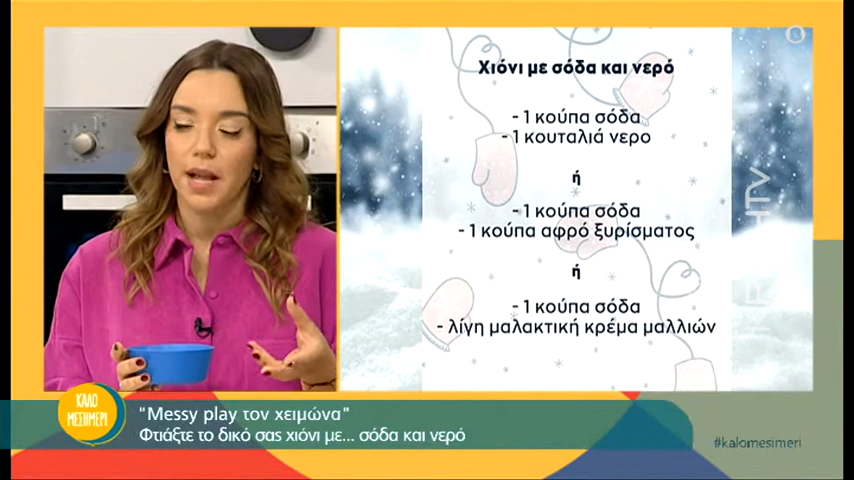 Χιόνι με σόδα και νερό
- 1 κούπα σόδα
- 1 κουταλιά νερο
ή
- 1 κούπα σόδα
- 1 κούπα αφρό ξυρίσματος
ή
- 1 κούπα σόδα
- λίγη μαλακτική κρέμα μαλλιών
ΚΑΛΟ
ΜΕΣΗΜΕΡΙ
"Messy play τον χειμώνα"
Φτιάξτε το δικό σας χιόνι με... σόδα και νερό
#kalomesimeri